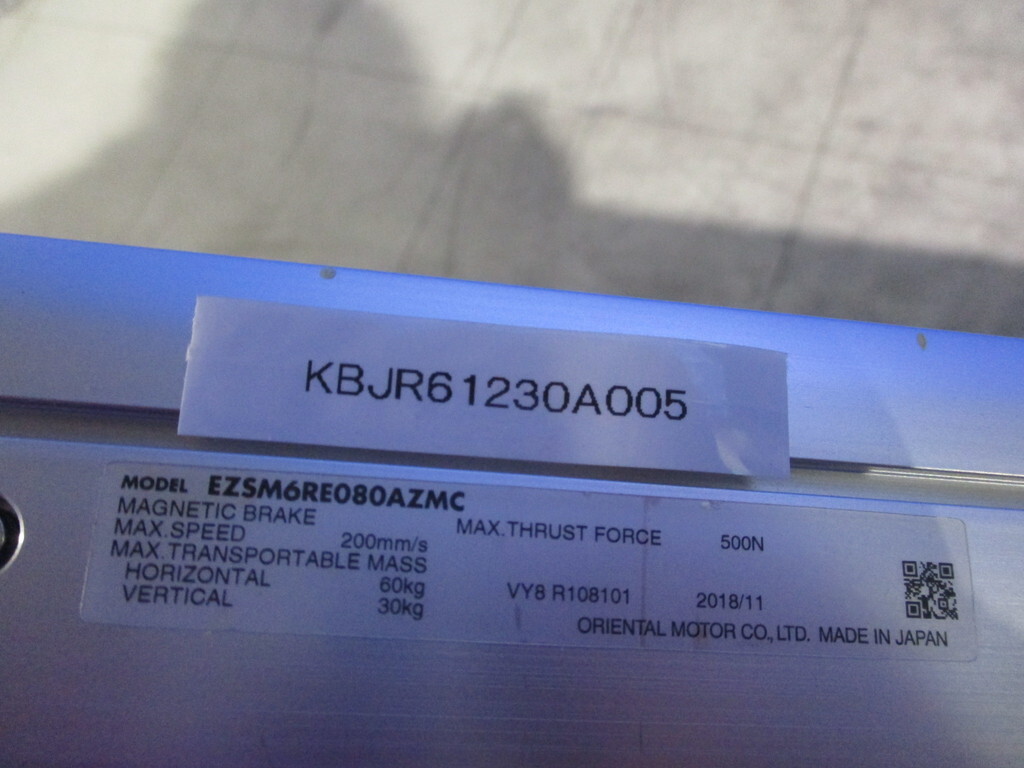 KBJR61230A005
MODEL EZSM6RE080AZMC
MAGNETIC BRAKE
MAX.SPEED 200mm/s MAX.THRUST FORCE 500N
MAX.TRANSPORTABLE MASS
HORIZONTAL 60kg
VERTICAL 30kg VY8 R108101 2018/11
ORIENTAL MOTOR CO., LTD. MADE IN JAPAN